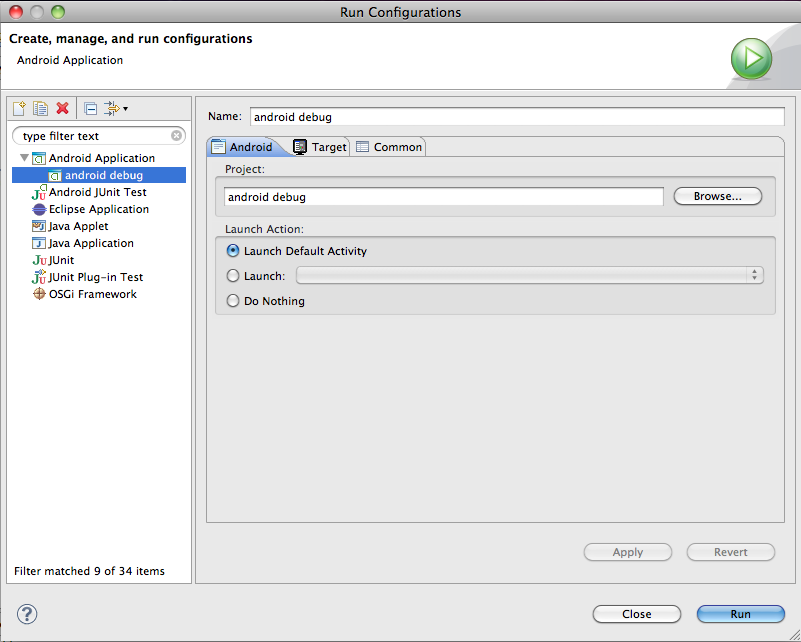 Run Configurations
Create, manage, and run configurations
Android Application
type filter text
Android Application
android debug
Android JUnit Test
Eclipse Application
Java Applet
Java Application
JUnit
JUnit Plug-in Test
OSGi Framework
Filter matched 9 of 34 items
Name: android debug
Android Target Common
Project:
android debug Browse...
Launch Action:
Launch Default Activity
Launch:
Do Nothing
Apply Revert
? Close Run